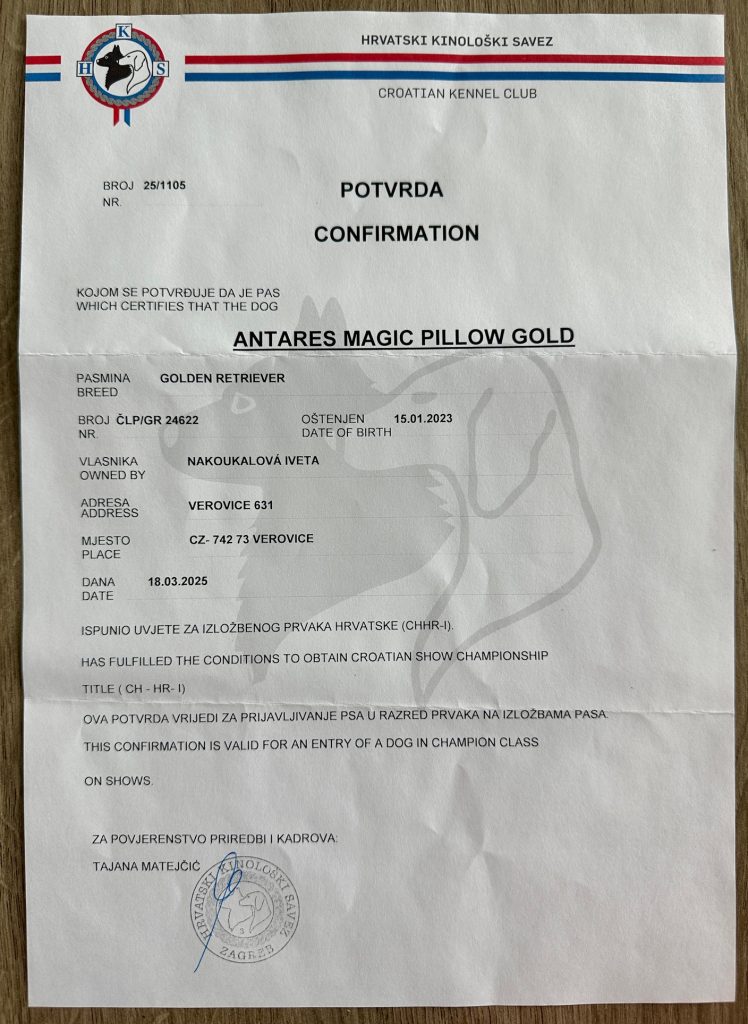 K
H S
HRVATSKI KINOLOŠKI SAVEZ
CROATIAN KENNEL CLUB
BROJ 25/1105
NR.
POTVRDA
CONFIRMATION
KOJOM SE POTVRĐUJE DA JE PAS
WHICH CERTIFIES THAT THE DOG
ANTARES MAGIC PILLOW GOLD
PASMINA GOLDEN RETRIEVER
BREED
BROJ ČLP/GR 24622 OŠTENJEN 15.01.2023
NR. DATE OF BIRTH
VLASNIKA NAKOUKALOVÁ IVETA
OWNED BY
ADRESA VEROVICE 631
ADDRESS
MJESTO CZ- 742 73 VEROVICE
PLACE
DANA 18.03.2025
DATE
ISPUNIO UVJETE ZA IZLOŽBENOG PRVAKA HRVATSKE (CHHR-I).
HAS FULFILLED THE CONDITIONS TO OBTAIN CROATIAN SHOW CHAMPIONSHIP
TITLE ( CH - HR- I)
OVA POTVRDA VRIJEDI ZA PRIJAVLJIVANJE PSA U RAZRED PRVAKA NA IZLOŽBAMA PASA.
THIS CONFIRMATION IS VALID FOR AN ENTRY OF A DOG IN CHAMPION CLASS
ON SHOWS.
ZA POVJERENSTVO PRIREDBI I KADROVA:
TAJANA MATEJČIĆ
HRVATSKI KINOLOŠKI SAVEZ
3
ZAGREB